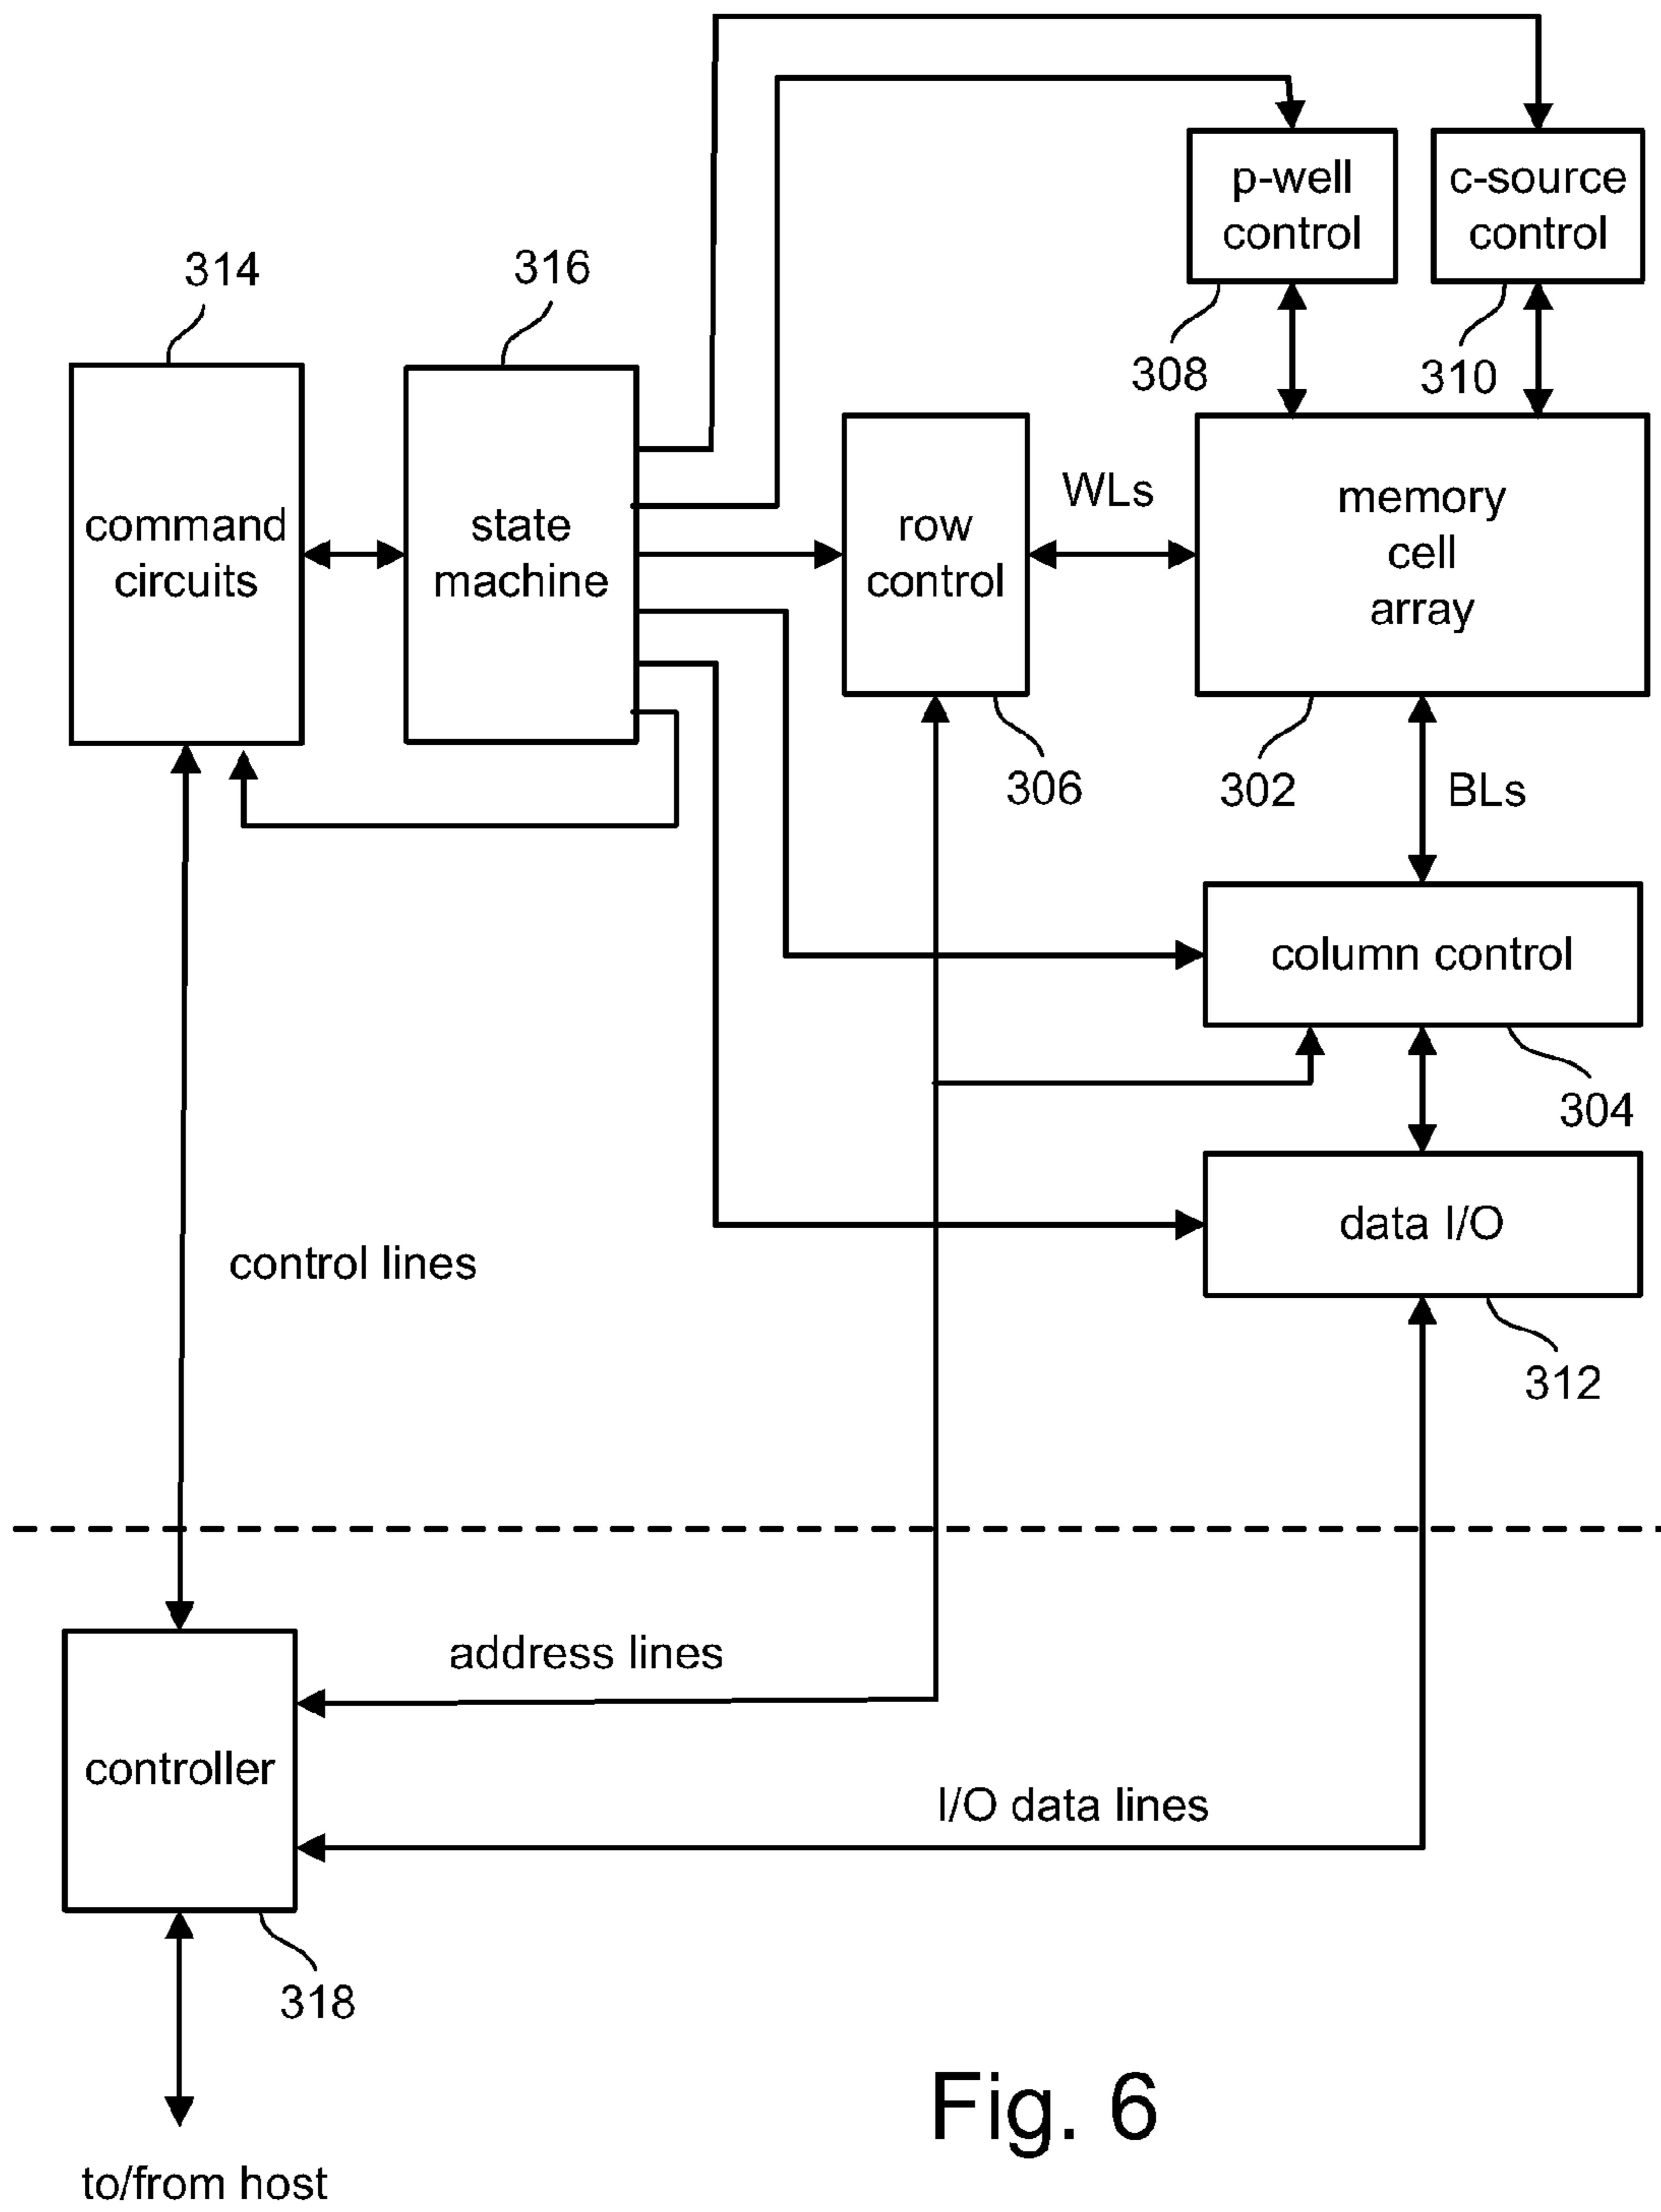 p-well
control
c-source
control
314
316
308
310
command
circuits
state
machine
row
control
WLs
memory
cell
array
306
302
BLs
column control
304
data I/O
control lines
312
address lines
controller
I/O data lines
318
Fig. 6
to/from host